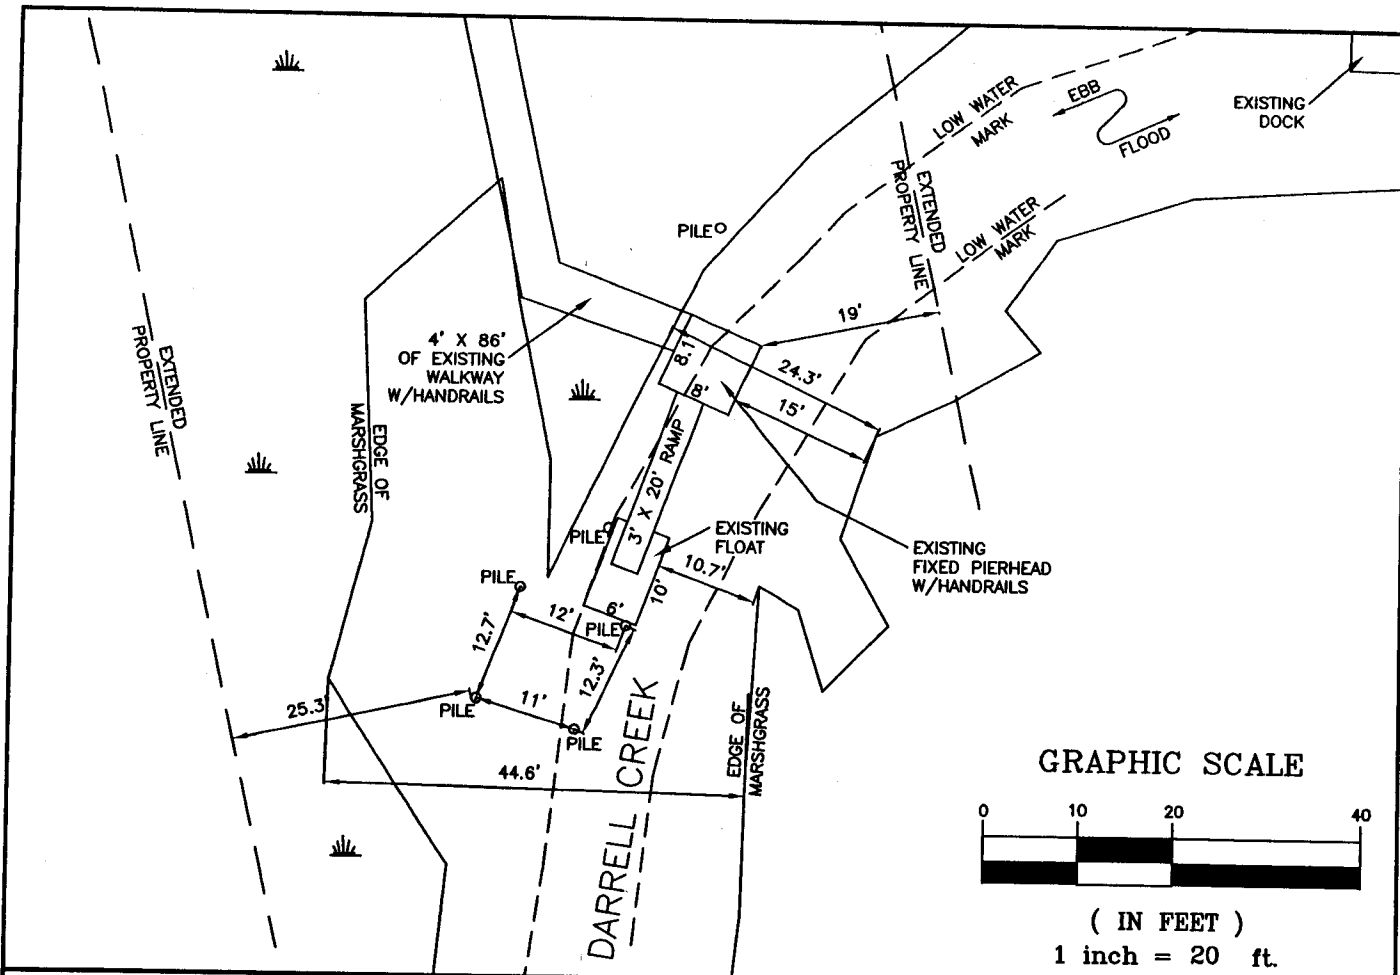 EBB
FLOOD
EXISTING
DOCK
LOW WATER
MARK
EXTENDED
PROPERTY LINE
LOW WATER
MARK
PILE
19'
4' X 86'
OF EXISTING
WALKWAY
W/HANDRAILS
8.1'
8'
24.3'
15'
EXTENDED
PROPERTY LINE
EDGE OF
MARSHGRASS
3' X 20' RAMP
PILE
EXISTING
FLOAT
EXISTING
FIXED PIERHEAD
W/HANDRAILS
10.7'
10'
PILE
12'
6'
PILE
12.7'
12.3'
25.3'
PILE
11'
PILE
44.6'
EDGE OF
MARSHGRASS
DARRELL CREEK
GRAPHIC SCALE
0 10 20 40
( IN FEET )
1 inch = 20 ft.